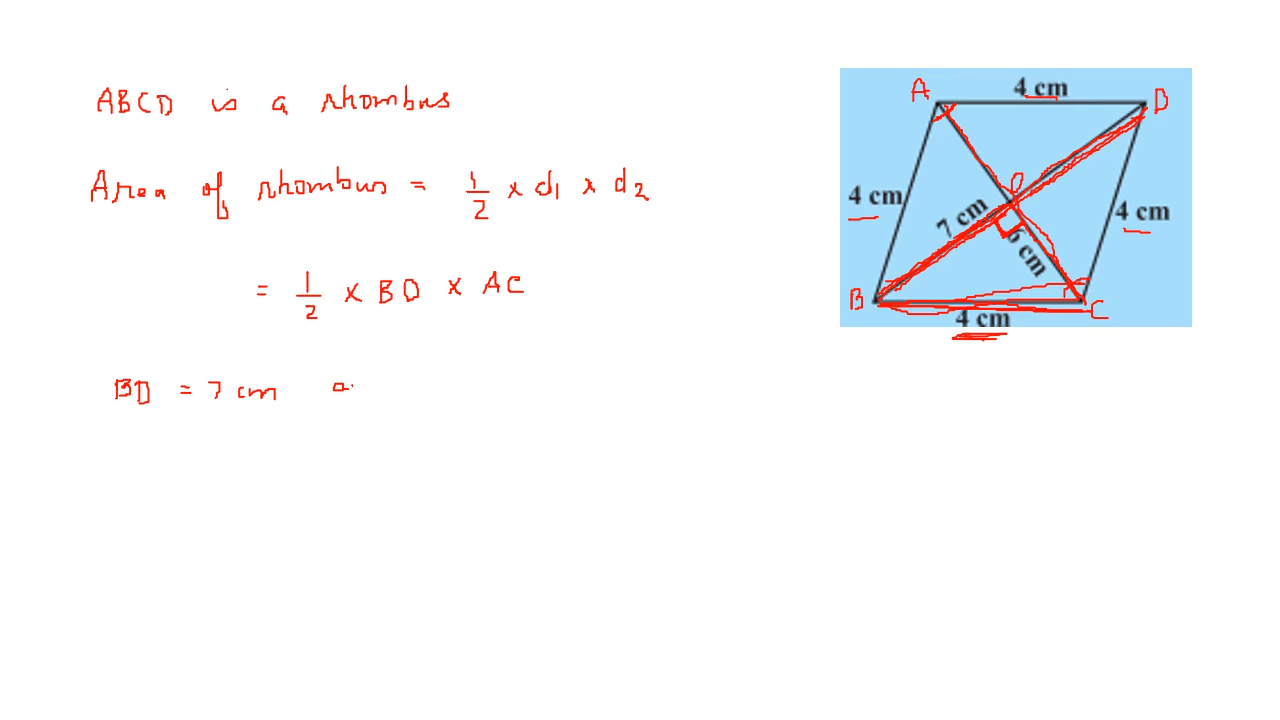 ABCD is a rhombus
Area of rhombus = 1/2 × d1 × d2
= 1/2 × BD × AC
BD = 7 cm a
A
4 cm
D
4 cm
7 cm
6 cm
4 cm
B
4 cm
C